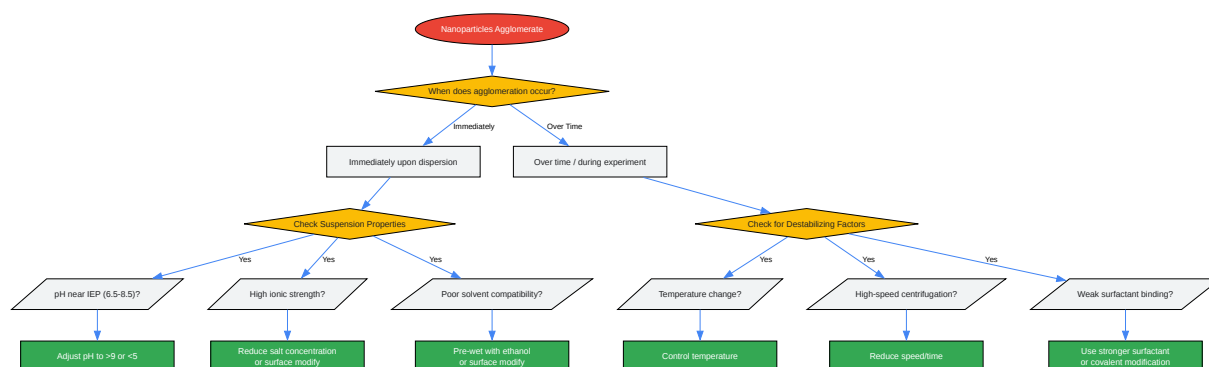 Nanoparticles Agglomerate
When does agglomeration occur?
Immediately
Over Time
Immediately upon dispersion
Over time / during experiment
Check Suspension Properties
Check for Destabilizing Factors
Yes
Yes
Yes
Yes
Yes
Yes
pH near IEP (6.5-8.5)?
High ionic strength?
Poor solvent compatibility?
Temperature change?
High-speed centrifugation?
Weak surfactant binding?
Adjust pH to >9 or <5
Reduce salt concentration
or surface modify
Pre-wet with ethanol
or surface modify
Control temperature
Reduce speed/time
Use stronger surfactant
or covalent modification